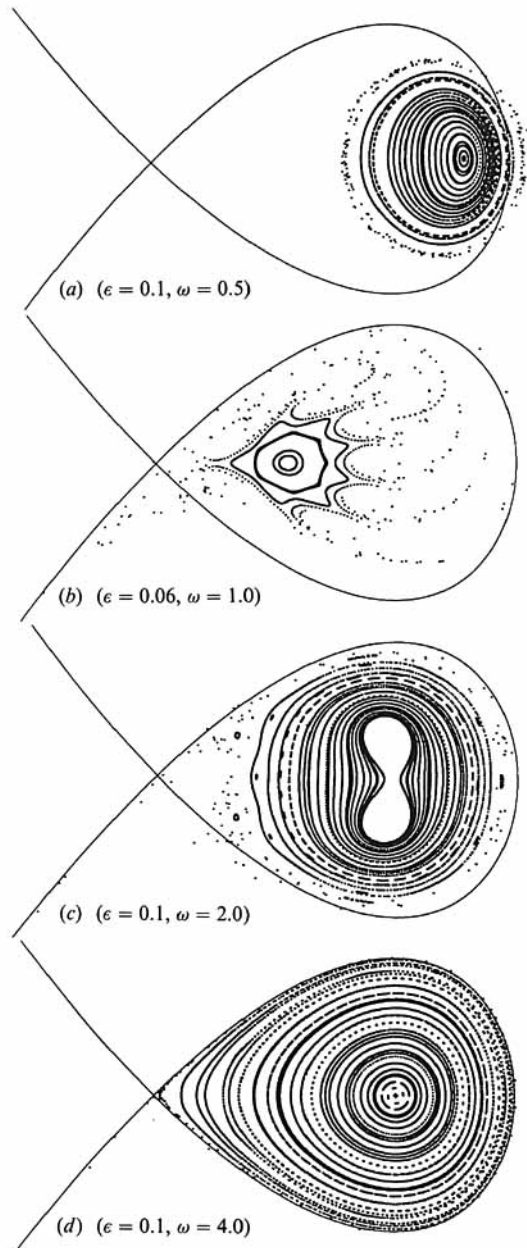 (a) (ϵ = 0.1, ω = 0.5)
(b) (ϵ = 0.06, ω = 1.0)
(c) (ϵ = 0.1, ω = 2.0)
(d) (ϵ = 0.1, ω = 4.0)